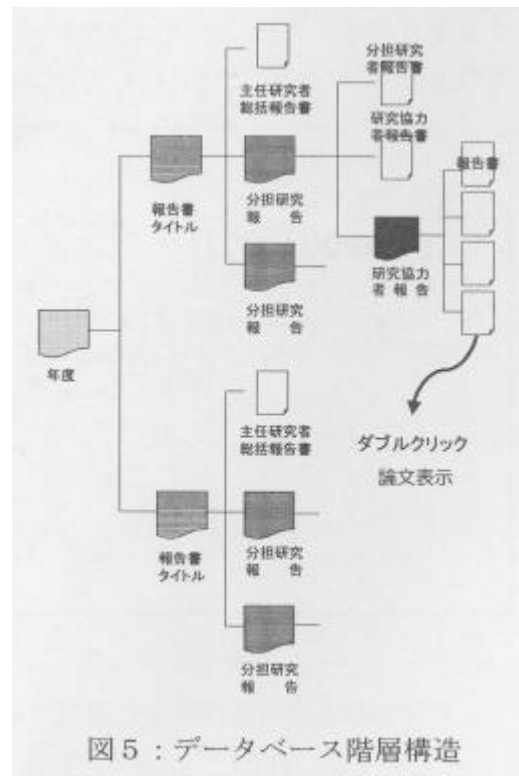 分担研究
者報告書
主任研究者
総括報告書
研究協力
者報告書
報告書
報告書
タイトル
分担研究
報　告
研究協力
者 報 告
分担研究
報　告
年度
主任研究者
総括報告書
ダブルクリック
論文表示
報告書
タイトル
分担研究
報　告
分担研究
報　告
図５：データベース階層構造